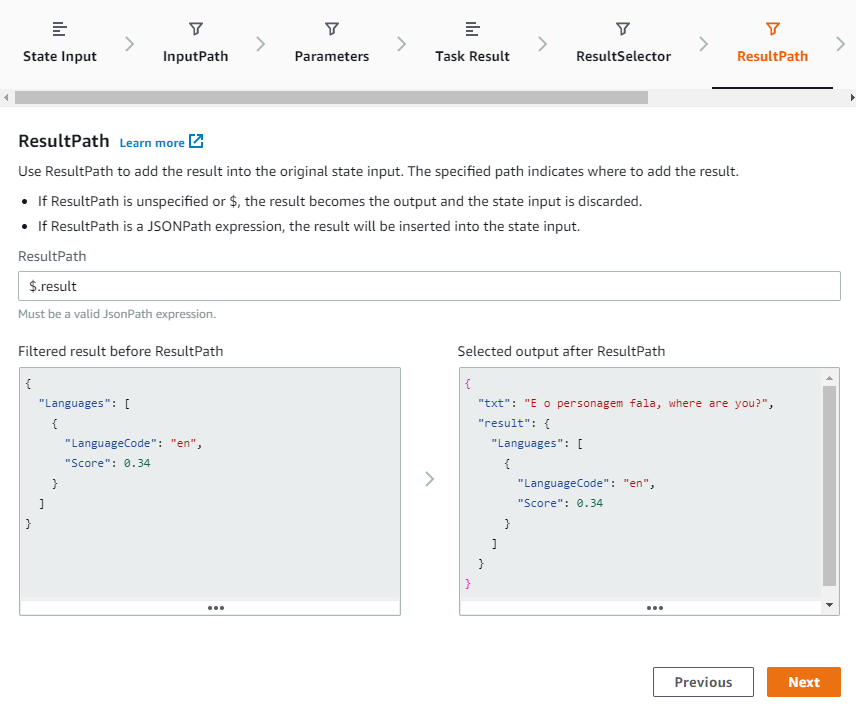 State Input
InputPath
Parameters
Task Result
ResultSelector
ResultPath
ResultPath Learn more
Use ResultPath to add the result into the original state input. The specified path indicates where to add the result.
• If ResultPath is unspecified or $, the result becomes the output and the state input is discarded.
• If ResultPath is a JSONPath expression, the result will be inserted into the state input.
ResultPath
$.result
Must be a valid JsonPath expression.
Filtered result before ResultPath
{
  "Languages": [
    {
      "LanguageCode": "en",
      "Score": 0.34
    }
  ]
}
Selected output after ResultPath
{
  "txt": "E o personagem fala, where are you?",
  "result": {
    "Languages": [
      {
        "LanguageCode": "en",
        "Score": 0.34
      }
    ]
  }
}
Previous
Next